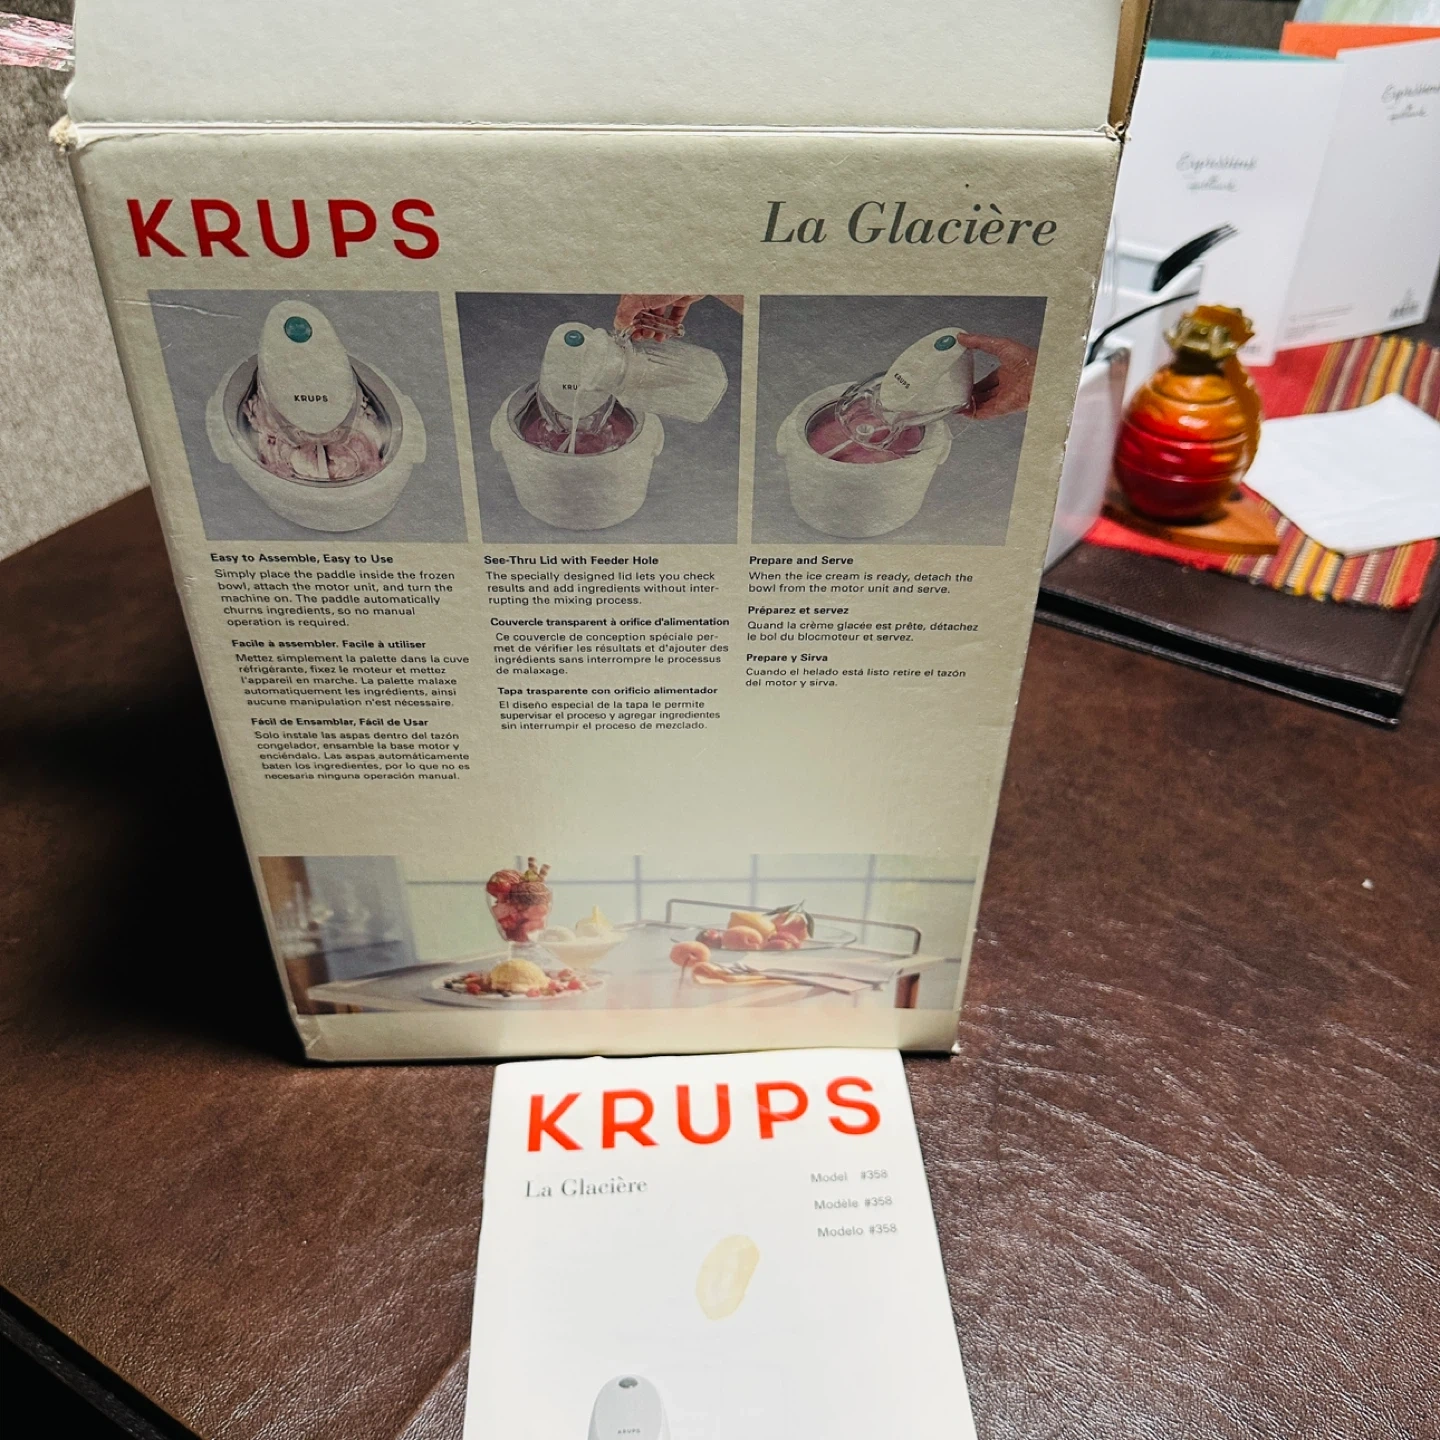 KRUPS
La Glacière
KRUPS
KRU
KRUPS
Easy to Assemble, Easy to Use
Simply place the paddle inside the frozen
bowl, attach the motor unit, and turn the
machine on. The paddle automatically
churns ingredients, so no manual
operation is required.
Facile à assembler. Facile à utiliser
Mettez simplement la palette dans la cuve
réfrigérante, fixez le moteur et mettez
l'appareil en marche. La palette malaxe
automatiquement les ingrédients, ainsi
aucune manipulation n'est nécessaire.
Fácil de Ensamblar, Fácil de Usar
Solo instale las aspas dentro del tazón
congelador, ensamble la base motor y
enciéndalo. Las aspas automáticamente
baten los ingredientes, por lo que no es
necesaria ninguna operación manual.
See-Thru Lid with Feeder Hole
The specially designed lid lets you check
results and add ingredients without inter-
rupting the mixing process.
Couvercle transparent à orifice d'alimentation
Ce couvercle de conception spéciale per-
met de vérifier les résultats et d'ajouter des
ingrédients sans interrompre le processus
de malaxage.
Tapa trasparente con orificio alimentador
El diseño especial de la tapa le permite
supervisar el proceso y agregar ingredientes
sin interrumpir el proceso de mezclado.
Prepare and Serve
When the ice cream is ready, detach the
bowl from the motor unit and serve.
Préparez et servez
Quand la crème glacée est prête, détachez
le bol du blocmoteur et servez.
Prepare y Sirva
Cuando el helado está listo retire el tazón
del motor y sirva.
KRUPS
La Glacière
Model #358
Modèle #358
Modelo #358
KRUPS